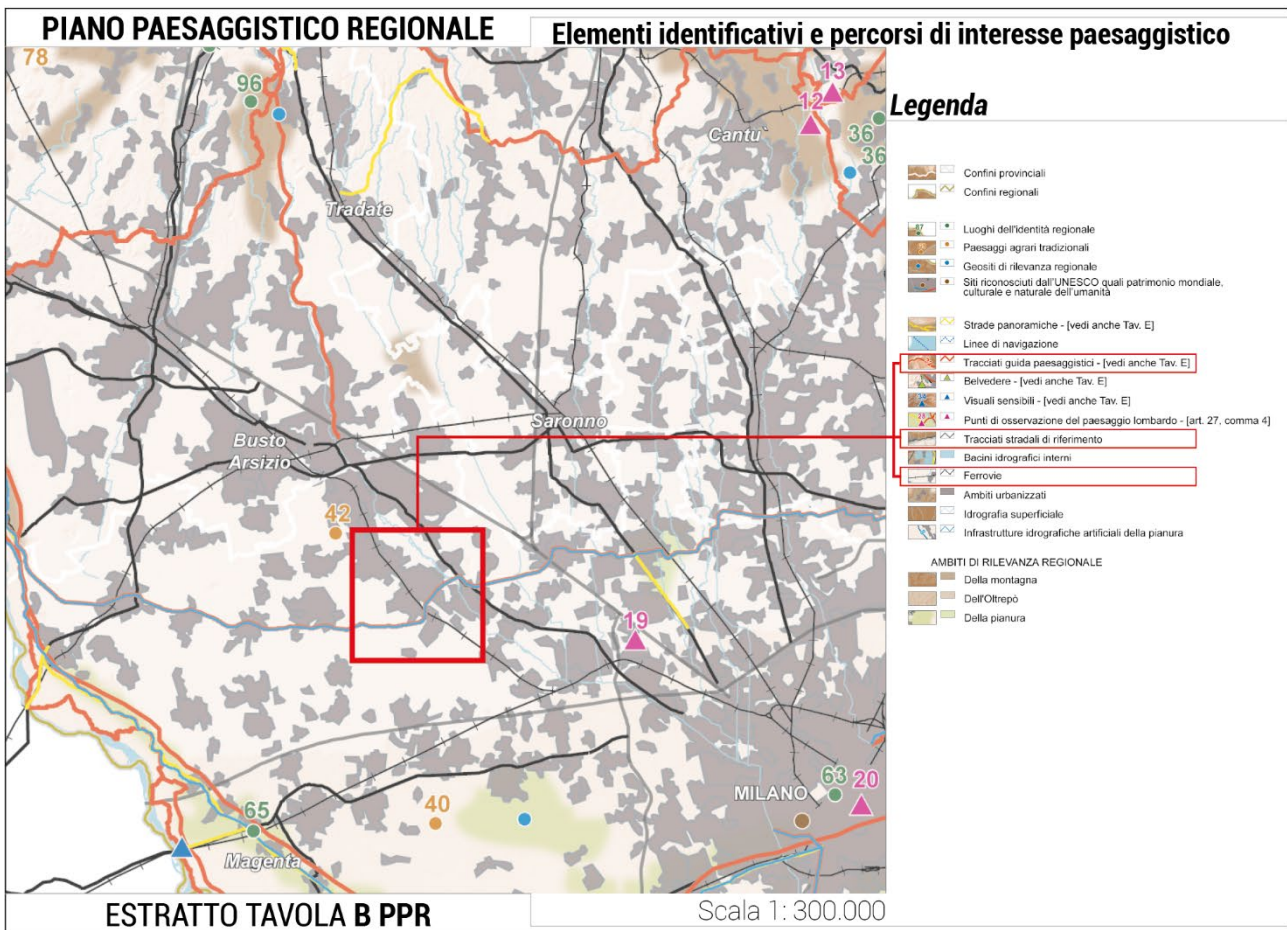 PIANO PAESAGGISTICO REGIONALE
Elementi identificativi e percorsi di interesse paesaggistico
78
96
13
12
Cantu`
36
36
Tradate
Saronno
Busto
Arsizio
42
19
MILANO
63
20
65
40
Magenta
ESTRATTO TAVOLA B PPR
Scala 1: 300.000
Legenda
Confini provinciali
Confini regionali
Luoghi dell'identità regionale
Paesaggi agrari tradizionali
Geositi di rilevanza regionale
Siti riconosciuti dall'UNESCO quali patrimonio mondiale,
culturale e naturale dell'umanità
Strade panoramiche - [vedi anche Tav. E]
Linee di navigazione
Tracciati guida paesaggistici - [vedi anche Tav. E]
Belvedere - [vedi anche Tav. E]
Visuali sensibili - [vedi anche Tav. E]
Punti di osservazione del paesaggio lombardo - [art. 27, comma 4]
Tracciati stradali di riferimento
Bacini idrografici interni
Ferrovie
Ambiti urbanizzati
Idrografia superficiale
Infrastrutture idrografiche artificiali della pianura
AMBITI DI RILEVANZA REGIONALE
Della montagna
Dell'Oltrepò
Della pianura